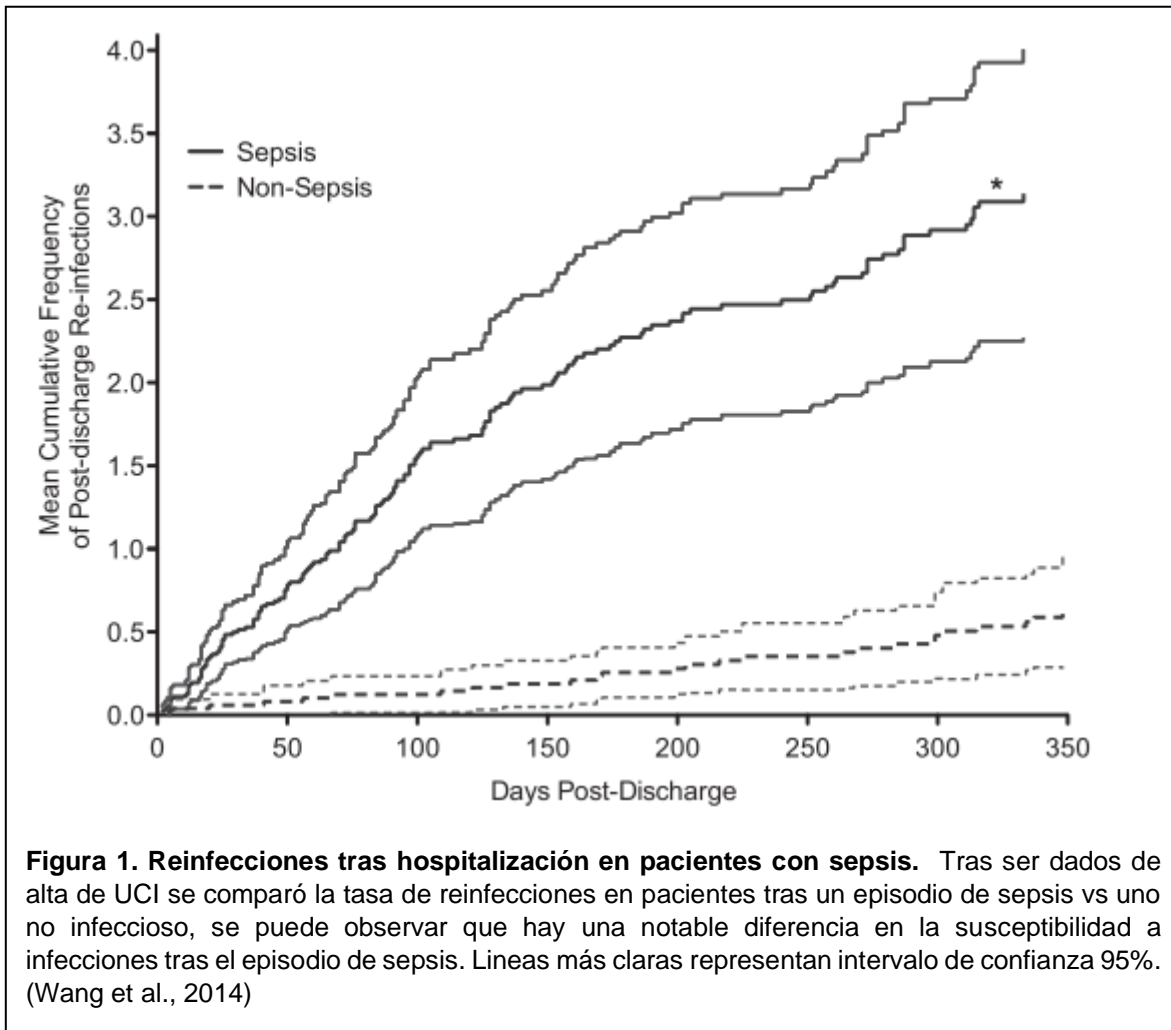 4.0
3.5
3.0
2.5
2.0
1.5
1.0
0.5
0.0
Mean Cumulative Frequency
of Post-discharge Re-infections
Sepsis
Non-Sepsis
*
0 50 100 150 200 250 300 350
Days Post-Discharge
Figura 1. Reinfecciones tras hospitalización en pacientes con sepsis. Tras ser dados de
alta de UCI se comparó la tasa de reinfecciones en pacientes tras un episodio de sepsis vs uno
no infeccioso, se puede observar que hay una notable diferencia en la susceptibilidad a
infecciones tras el episodio de sepsis. Lineas más claras representan intervalo de confianza 95%.
(Wang et al., 2014)